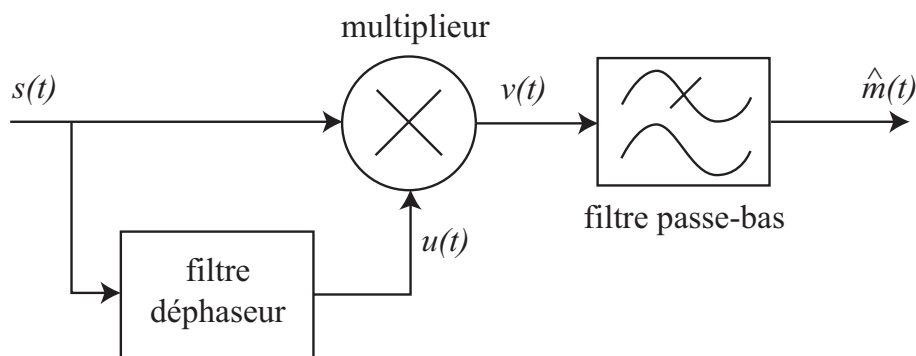 multiplieur
s(t)
v(t)
m̂(t)
filtre passe-bas
u(t)
filtre
déphaseur